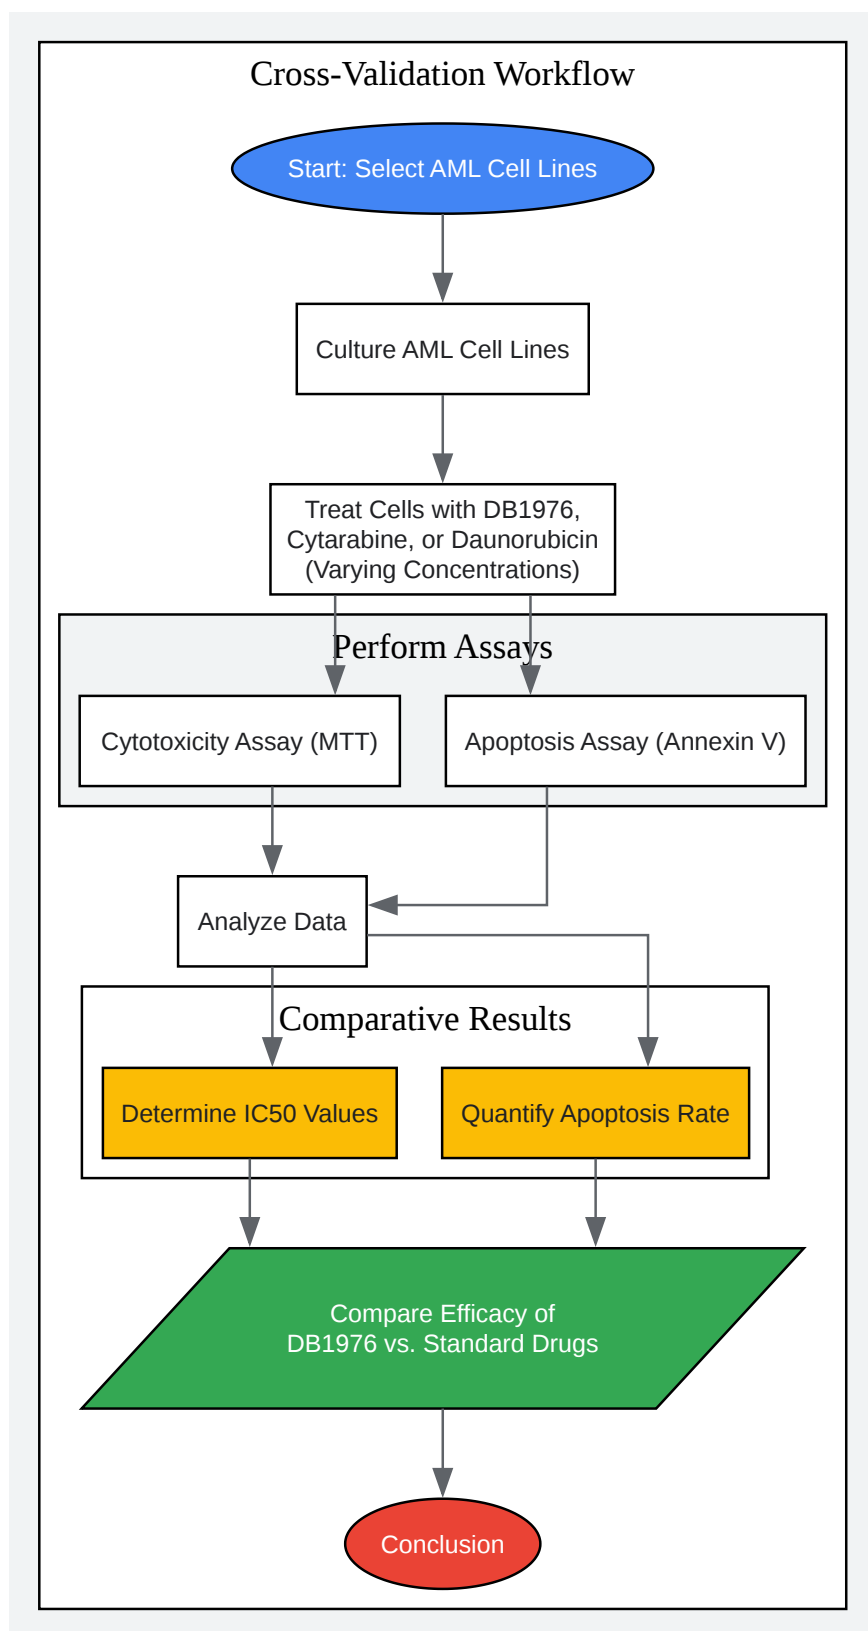 Cross-Validation Workflow
Start: Select AML Cell Lines
Culture AML Cell Lines
Treat Cells with DB1976,
Cytarabine, or Daunorubicin
(Varying Concentrations)
Perform Assays
Cytotoxicity Assay (MTT)
Apoptosis Assay (Annexin V)
Analyze Data
Comparative Results
Determine IC50 Values
Quantify Apoptosis Rate
Compare Efficacy of
DB1976 vs. Standard Drugs
Conclusion